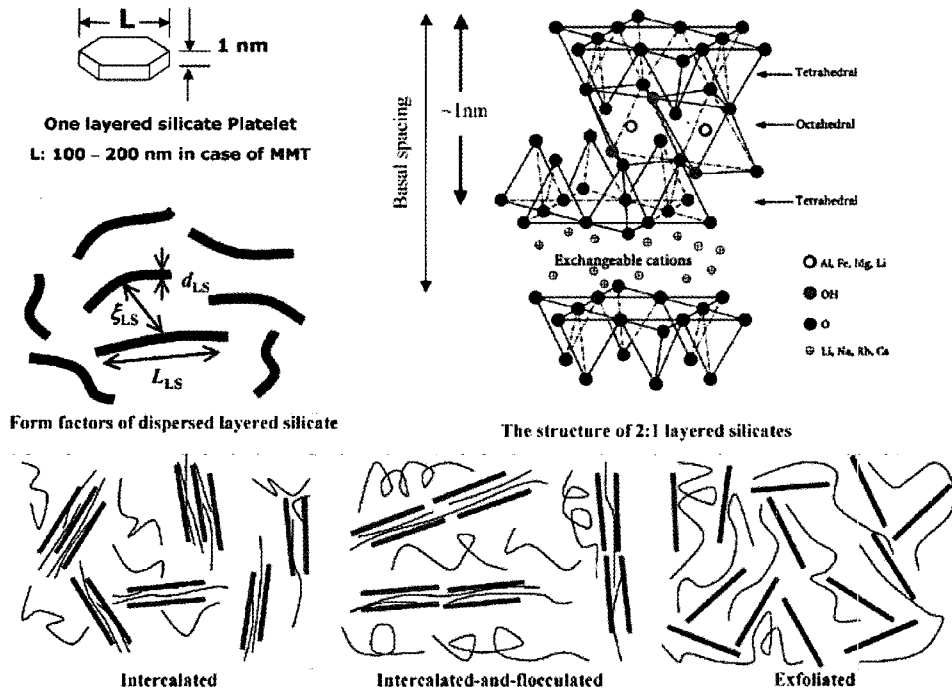 L
1 nm
One layered silicate Platelet
L: 100 – 200 nm in case of MMT
d_LS
ξ_LS
L_LS
Form factors of dispersed layered silicate
Basal spacing
~1nm
Tetrahedral
Octahedral
Tetrahedral
Exchangeable cations
Al, Fe, Mg, Li
OH
O
Li, Na, Rb, Cs
The structure of 2:1 layered silicates
Intercalated
Intercalated-and-flocculated
Exfoliated